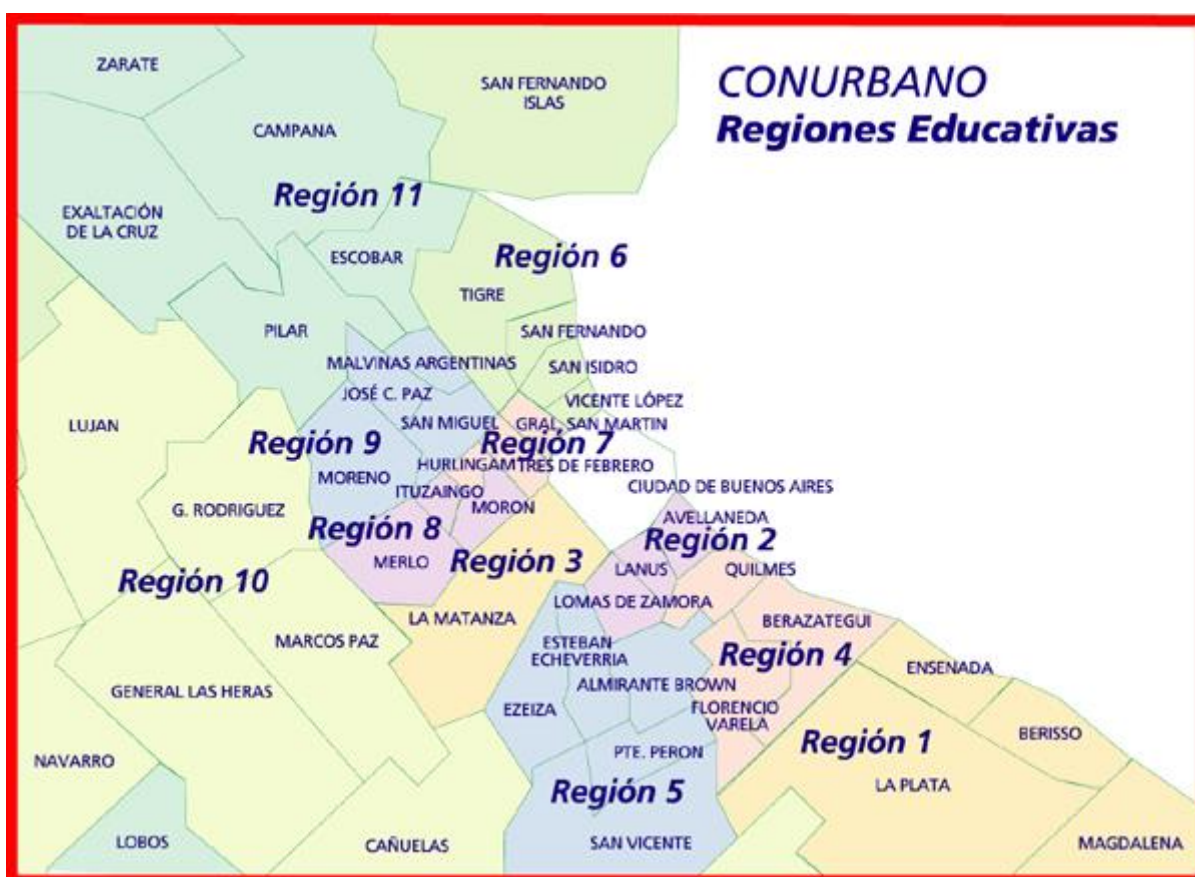 CONURBANO
Regiones Educativas
ZARATE
SAN FERNANDO
ISLAS
CAMPANA
Región 11
EXALTACIÓN
DE LA CRUZ
ESCOBAR
Región 6
TIGRE
PILAR
SAN FERNANDO
MALVINAS ARGENTINAS
SAN ISIDRO
JOSÉ C. PAZ
VICENTE LÓPEZ
LUJAN
SAN MIGUEL
GRAL. SAN MARTIN
Región 9
Región 7
HURLINGAM
TRES DE FEBRERO
MORENO
ITUZAINGO
CIUDAD DE BUENOS AIRES
G. RODRIGUEZ
MORON
AVELLANEDA
Región 8
Región 2
MERLO
Región 3
LANUS
QUILMES
Región 10
LOMAS DE ZAMORA
LA MATANZA
BERAZATEGUI
MARCOS PAZ
ESTEBAN
ECHEVERRIA
Región 4
ENSENADA
GENERAL LAS HERAS
ALMIRANTE BROWN
EZEIZA
FLORENCIO
VARELA
BERISSO
NAVARRO
PTE. PERON
Región 1
LA PLATA
Región 5
LOBOS
CAÑUELAS
SAN VICENTE
MAGDALENA